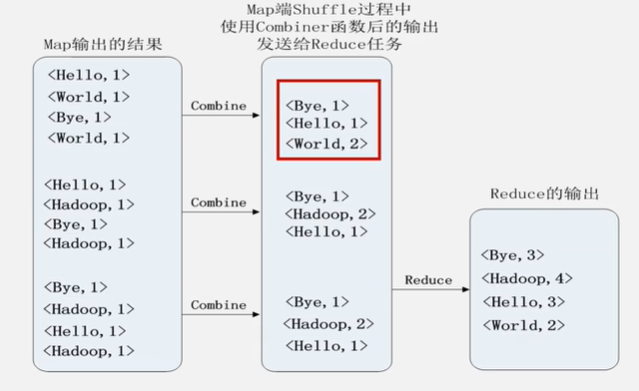 Map端Shuffle过程中
使用Combiner函数后的输出
发送给Reduce任务
Map输出的结果
<Hello,1>
<World,1>
<Bye,1>
<World,1>
Combine
<Bye,1>
<Hello,1>
<World,2>
<Hello,1>
<Hadoop,1>
<Bye,1>
<Hadoop,1>
Combine
<Bye,1>
<Hadoop,2>
<Hello,1>
<Bye,1>
<Hadoop,1>
<Hello,1>
<Hadoop,1>
Combine
<Bye,1>
<Hadoop,2>
<Hello,1>
Reduce
Reduce的输出
<Bye,3>
<Hadoop,4>
<Hello,3>
<World,2>